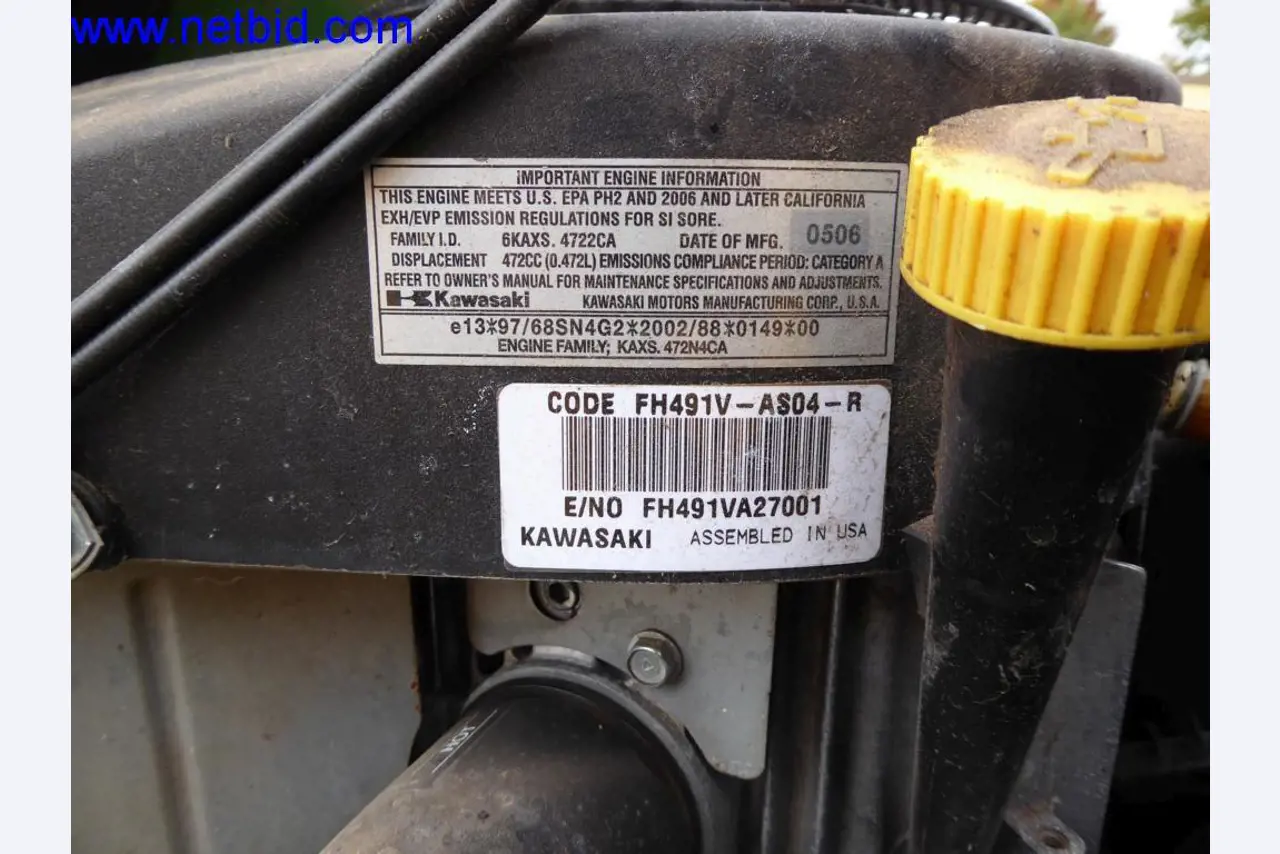 www.netbid.com
IMPORTANT ENGINE INFORMATION
THIS ENGINE MEETS U.S. EPA PH2 AND 2006 AND LATER CALIFORNIA
EXH/EVP EMISSION REGULATIONS FOR SI SORE.
FAMILY I.D. 6KAXS. 4722CA DATE OF MFG. 0506
DISPLACEMENT 472CC (0.472L) EMISSIONS COMPLIANCE PERIOD: CATEGORY A
REFER TO OWNER'S MANUAL FOR MAINTENANCE SPECIFICATIONS AND ADJUSTMENTS.
Kawasaki KAWASAKI MOTORS MANUFACTURING CORP., U.S.A.
e13*97/68SN4G2*2002/88*0149*00
ENGINE FAMILY; KAXS. 472N4CA
CODE FH491V-AS04-R
E/NO FH491VA27001
KAWASAKI ASSEMBLED IN USA
HOT